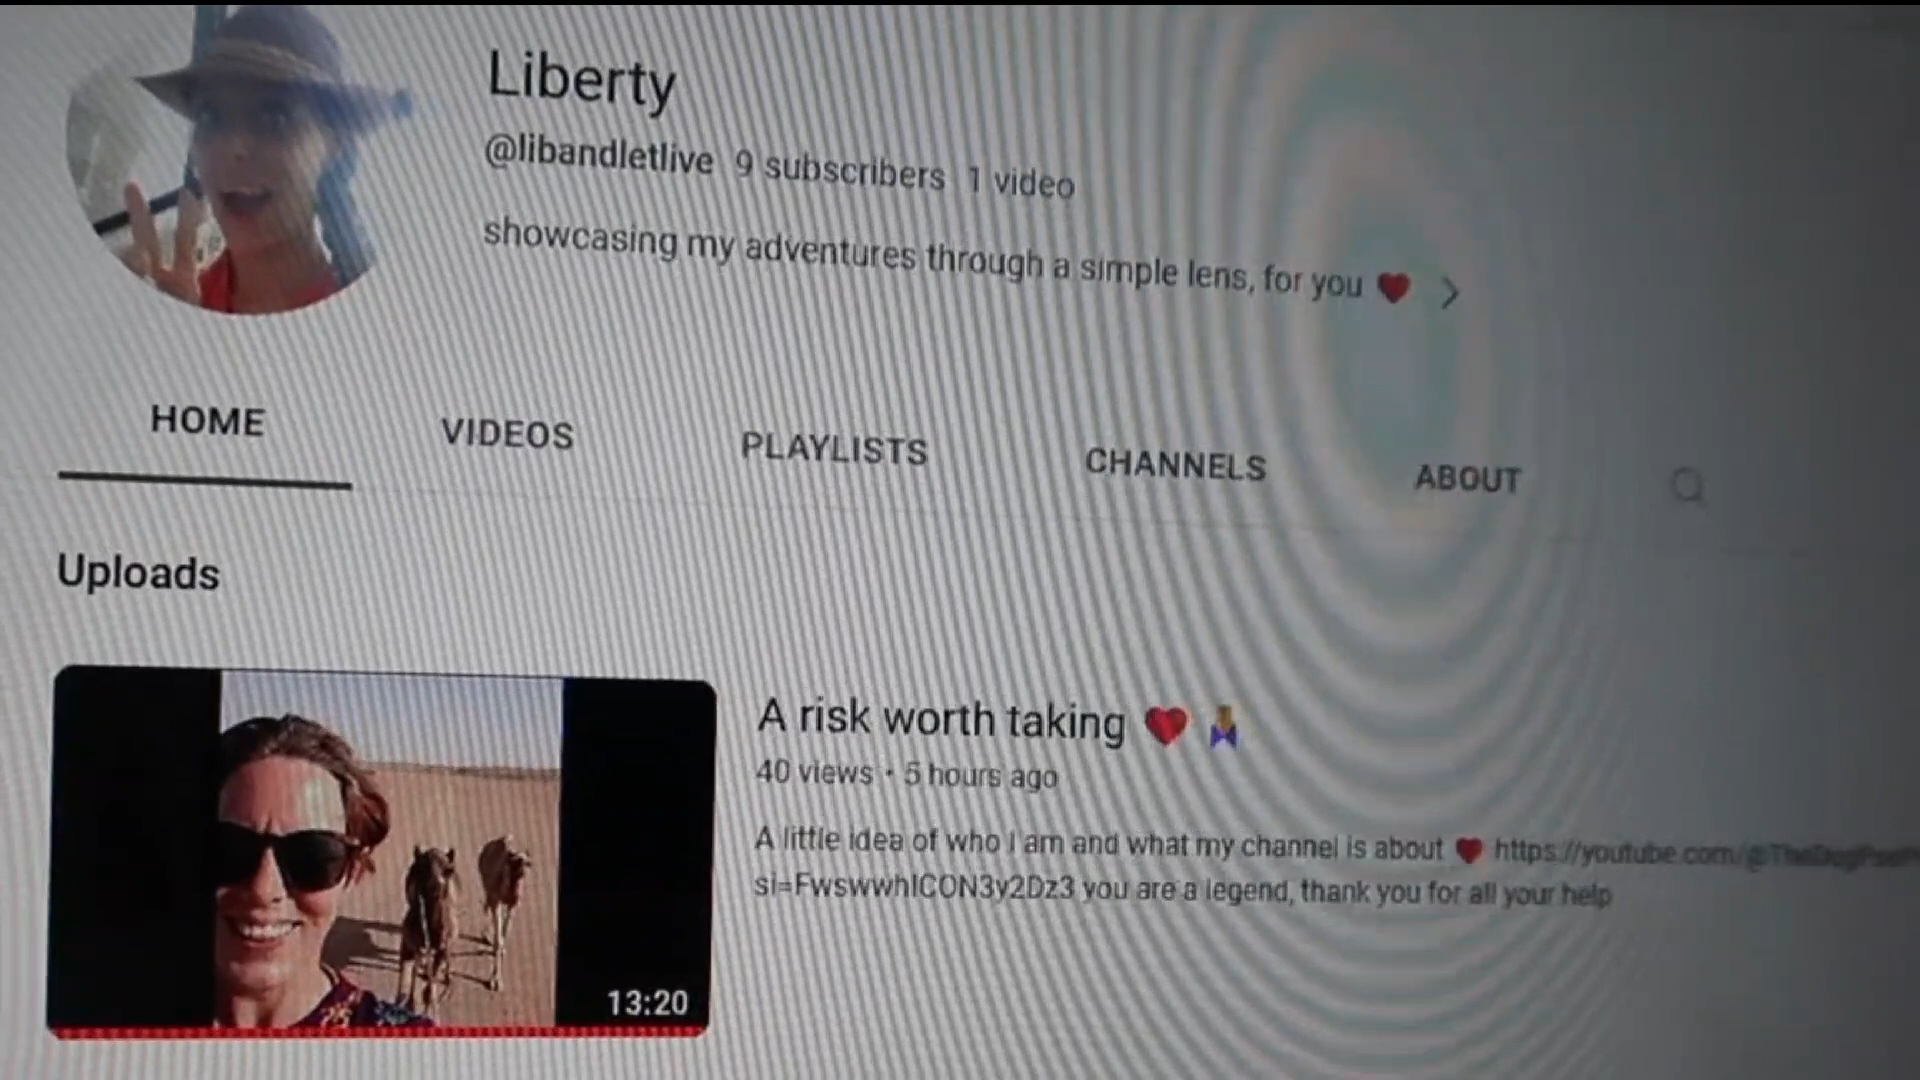 Liberty
@libandletlive 9 subscribers 1 video
showcasing my adventures through a simple lens, for you ❤️ >
HOME VIDEOS PLAYLISTS CHANNELS ABOUT
Uploads
A risk worth taking ❤️
40 views • 5 hours ago
A little idea of who I am and what my channel is about ❤️ https://youtube.com/
si=FwswwhICON3y2Dz3 you are a legend, thank you for all your help
13:20